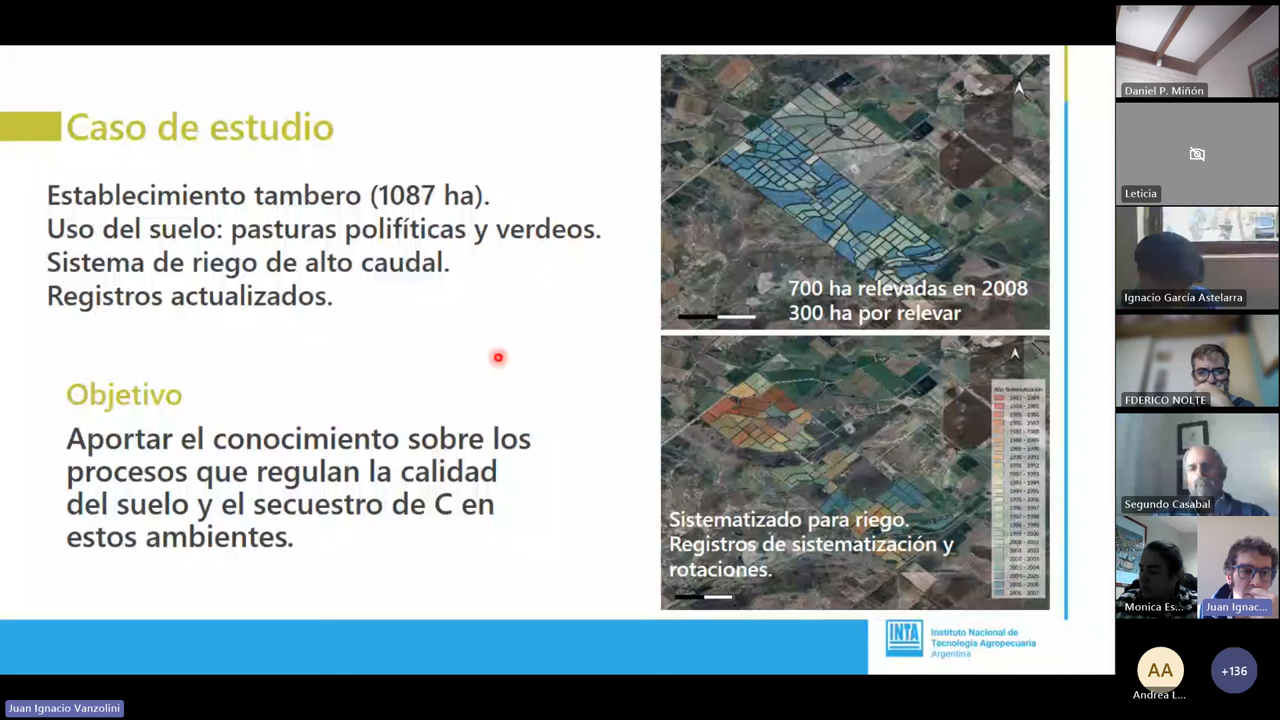 Caso de estudio
Establecimiento tambero (1087 ha).
Uso del suelo: pasturas polifíticas y verdeos.
Sistema de riego de alto caudal.
Registros actualizados.
Objetivo
Aportar el conocimiento sobre los
procesos que regulan la calidad
del suelo y el secuestro de C en
estos ambientes.
700 ha relevadas en 2008
300 ha por relevar
Sistematizado para riego.
Registros de sistematización y
rotaciones.
INTA
Instituto Nacional de
Tecnología Agropecuaria
Argentina
Daniel P. Miñón
Leticia
Ignacio García Astelarra
FDERICO NOLTE
Segundo Casabal
Monica Es...
Juan Ignac...
AA
Andrea L...
+136
Juan Ignacio Vanzolini